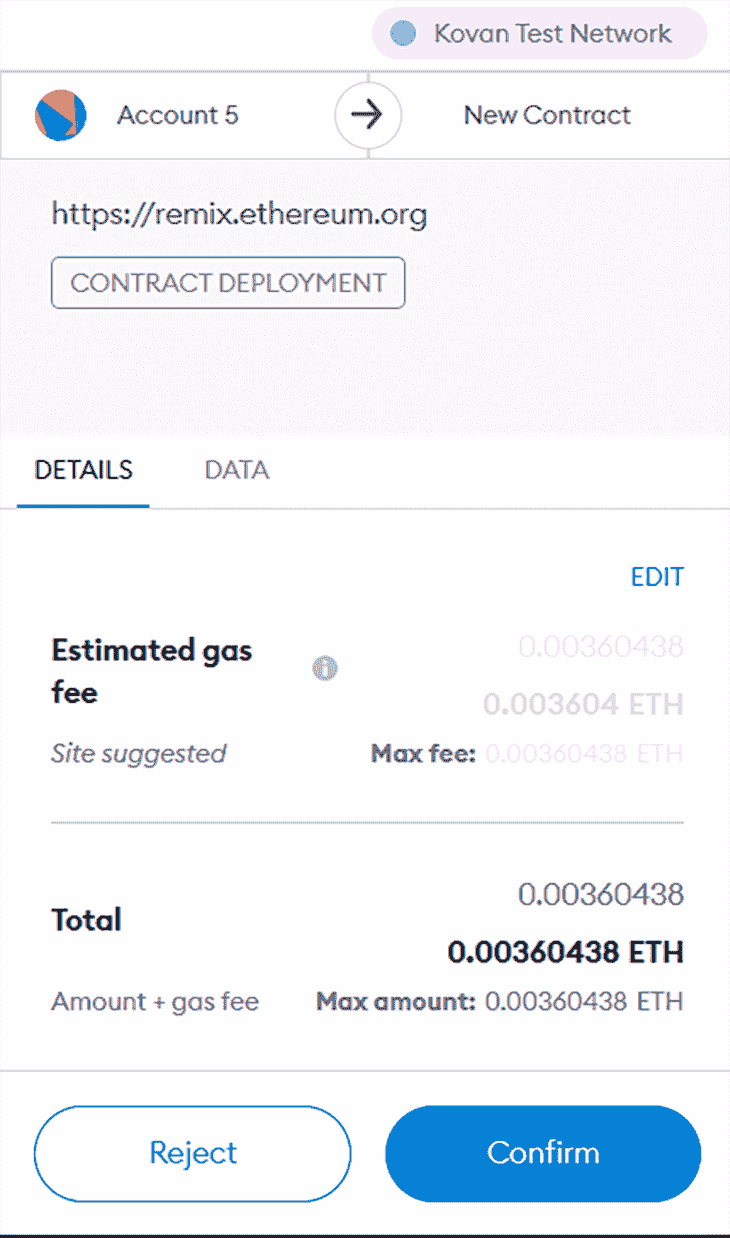 Kovan Test Network
Account 5
New Contract
https://remix.ethereum.org
CONTRACT DEPLOYMENT
DETAILS
DATA
EDIT
Estimated gas
fee
0.00360438
0.003604 ETH
Site suggested
Max fee: 0.00360438 ETH
Total
0.00360438
0.00360438 ETH
Amount + gas fee
Max amount: 0.00360438 ETH
Reject
Confirm